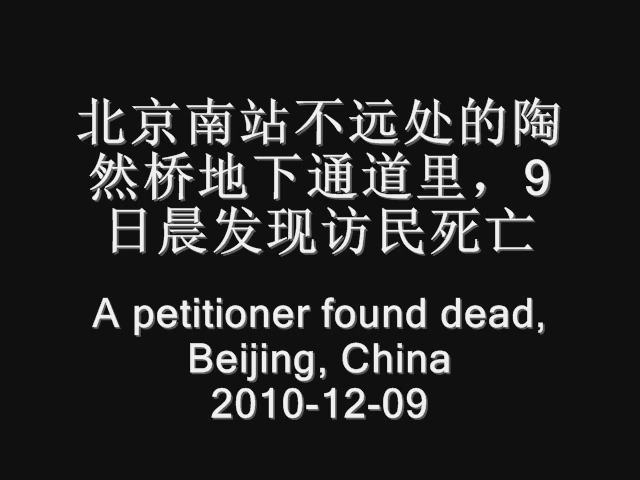 北京南站不远处的陶
然桥地下通道里，9
日晨发现访民死亡
A petitioner found dead,
Beijing, China
2010-12-09